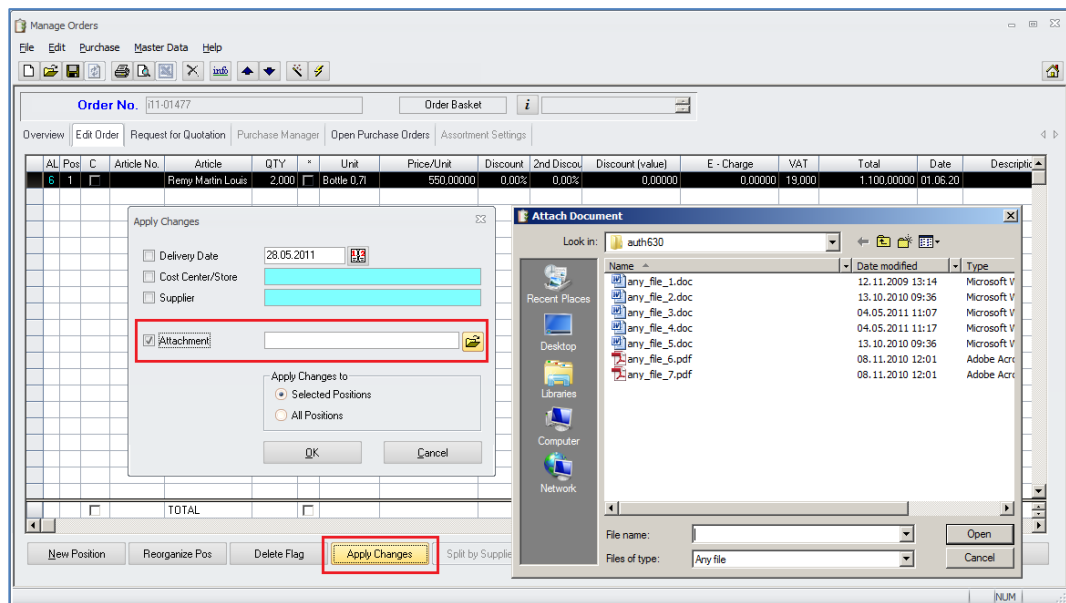 Manage Orders
File Edit Purchase Master Data Help
info
Order No. i11-01477 Order Basket i
Overview Edit Order Request for Quotation Purchase Manager Open Purchase Orders Assortment Settings
AL Pos C Article No. Article QTY * Unit Price/Unit Discount 2nd Discou Discount (value) E - Charge VAT Total Date Descriptic
6 1 Remy Martin Louis 2,000 Bottle 0,7l 550,00000 0,00% 0,00% 0,00000 0,00000 19,000 1.100,00000 01.06.20
Apply Changes
Delivery Date 28.05.2011
Cost Center/Store
Supplier
Attachment
Apply Changes to
Selected Positions
All Positions
OK Cancel
Attach Document
Look in: auth630
Name Date modified Type
any_file_1.doc 12.11.2009 13:14 Microsoft W
any_file_2.doc 13.10.2010 09:36 Microsoft W
any_file_3.doc 04.05.2011 11:07 Microsoft W
any_file_4.doc 04.05.2011 11:17 Microsoft W
any_file_5.doc 13.10.2010 09:36 Microsoft W
any_file_6.pdf 08.11.2010 12:01 Adobe Acro
any_file_7.pdf 08.11.2010 12:01 Adobe Acro
Recent Places
Desktop
Libraries
Computer
Network
File name: Open
Files of type: Any file Cancel
TOTAL
New Position Reorganize Pos Delete Flag Apply Changes Split by Supplie
NUM